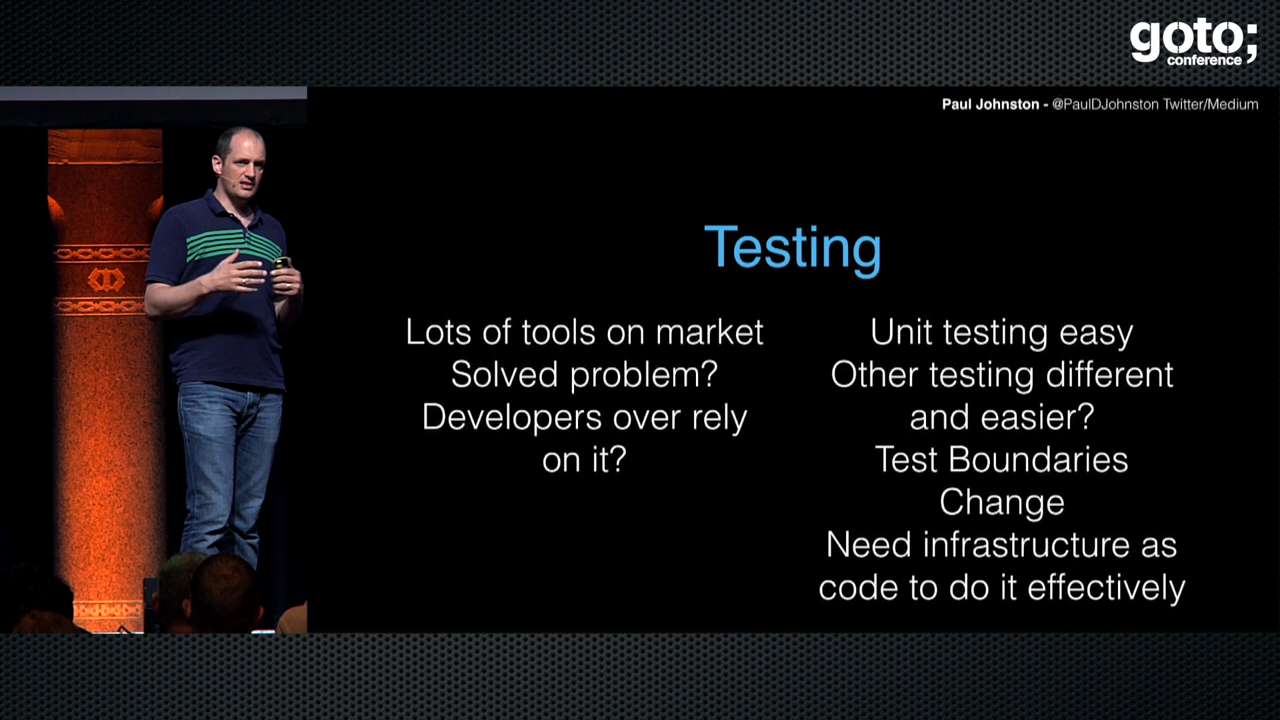 goto;
conference
Paul Johnston - @PaulDJohnston Twitter/Medium
Testing
Lots of tools on market
Solved problem?
Developers over rely
on it?
Unit testing easy
Other testing different
and easier?
Test Boundaries
Change
Need infrastructure as
code to do it effectively